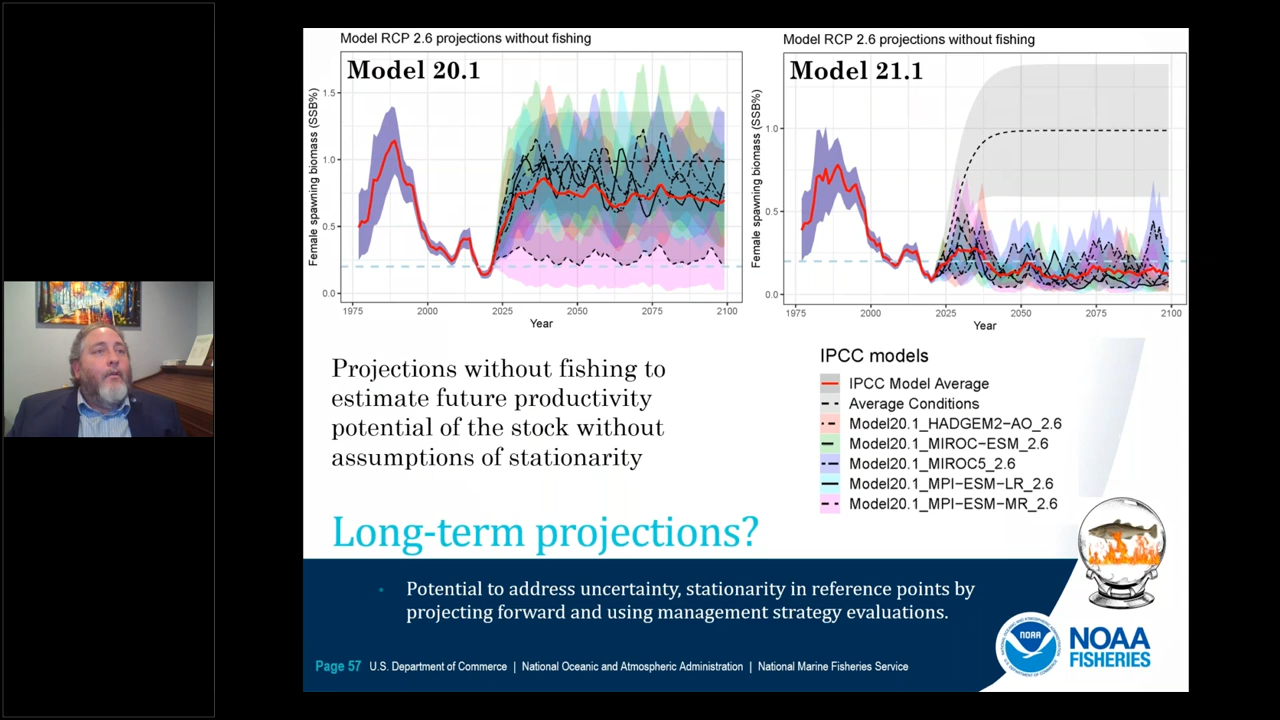 Model RCP 2.6 projections without fishing
Model 20.1
Female spawning biomass (SSB%)
1.5
1.0
0.5
0.0
1975 2000 2025 2050 2075 2100
Year
Model RCP 2.6 projections without fishing
Model 21.1
Female spawning biomass (SSB%)
1.0
0.5
0.0
1975 2000 2025 2050 2075 2100
Year
Projections without fishing to
estimate future productivity
potential of the stock without
assumptions of stationarity
IPCC models
IPCC Model Average
Average Conditions
Model20.1_HADGEM2−AO_2.6
Model20.1_MIROC−ESM_2.6
Model20.1_MIROC5_2.6
Model20.1_MPI−ESM−LR_2.6
Model20.1_MPI−ESM−MR_2.6
Long-term projections?
• Potential to address uncertainty, stationarity in reference points by
projecting forward and using management strategy evaluations.
Page 57 U.S. Department of Commerce | National Oceanic and Atmospheric Administration | National Marine Fisheries Service
NOAA
NOAA
FISHERIES